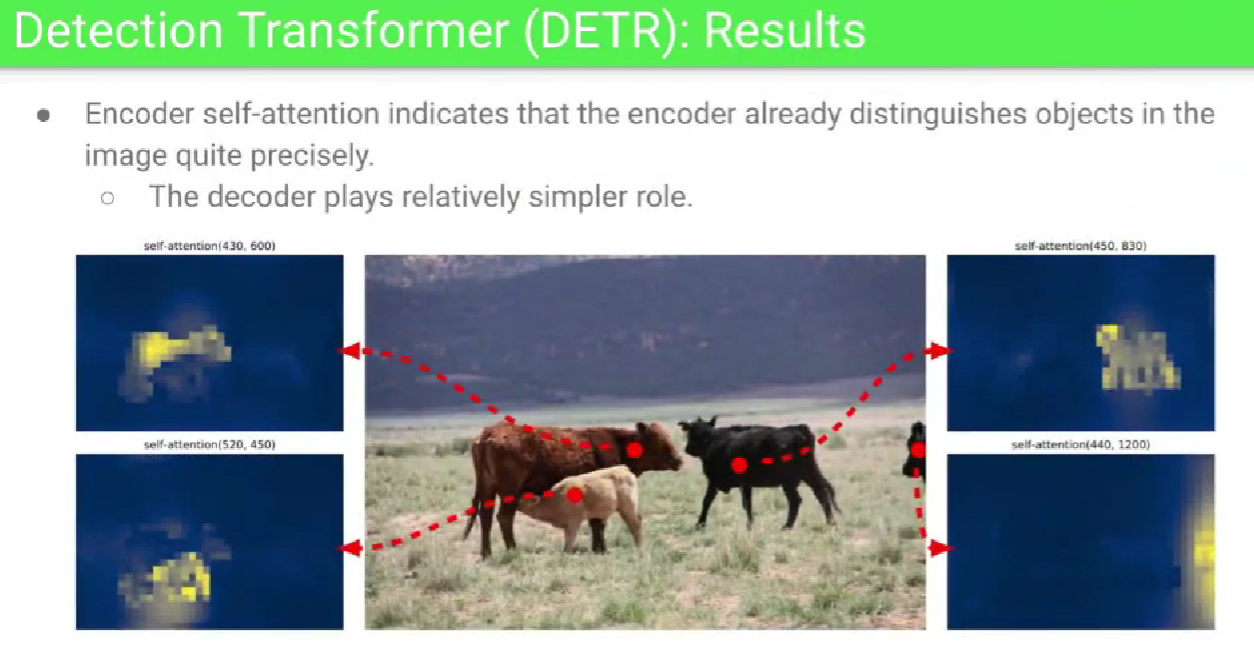 Detection Transformer (DETR): Results
● Encoder self-attention indicates that the encoder already distinguishes objects in the
image quite precisely.
○ The decoder plays relatively simpler role.
self-attention(430, 600)
self-attention(450, 830)
self-attention(520, 450)
self-attention(440, 1200)